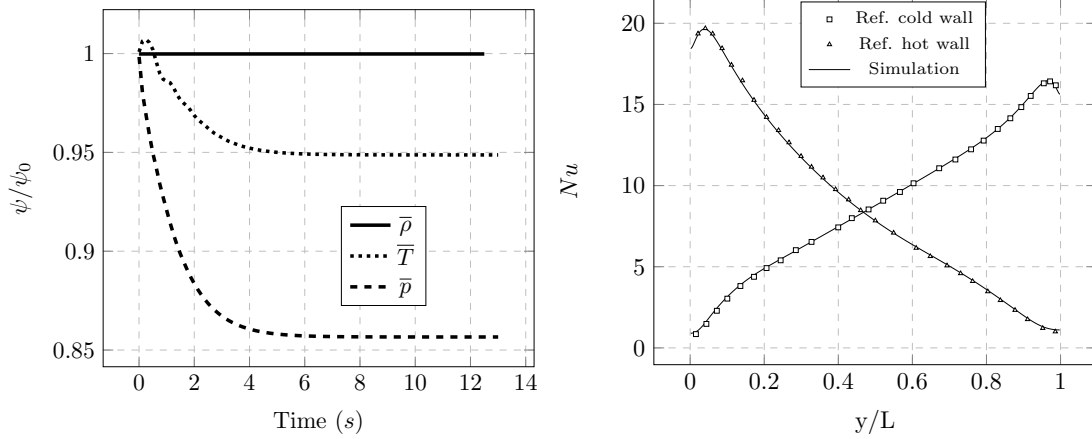 1
0.95
0.9
0.85
ψ/ψ₀
0 2 4 6 8 10 12 14
Time (s)
ρ̅
T̅
p̅
20
15
10
5
0
Nu
0 0.2 0.4 0.6 0.8 1
y/L
Ref. cold wall
Ref. hot wall
Simulation